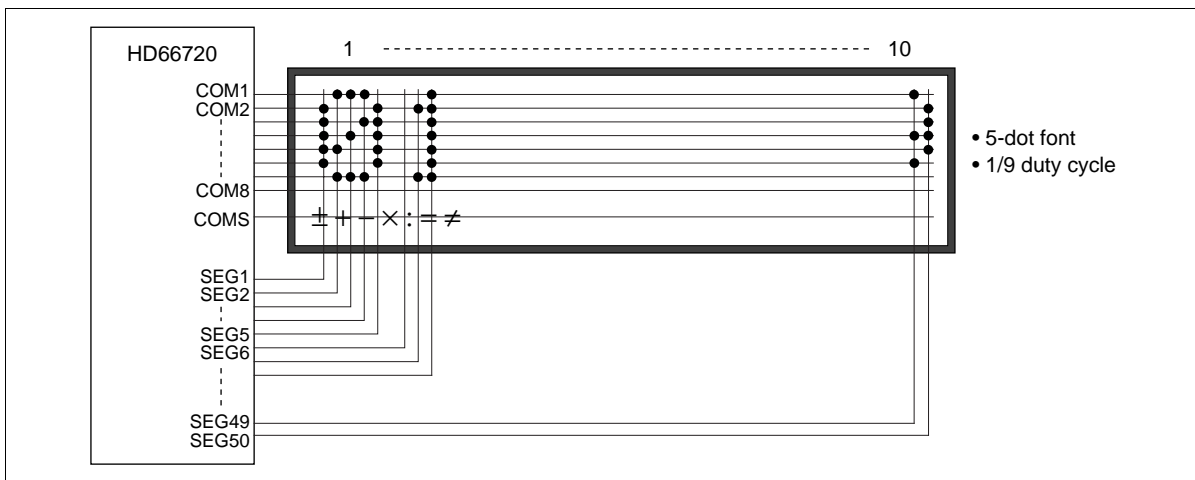 HD66720
1 10
COM1
COM2
COM8
COMS
± + − × : = ≠
SEG1
SEG2
SEG5
SEG6
SEG49
SEG50
• 5-dot font
• 1/9 duty cycle